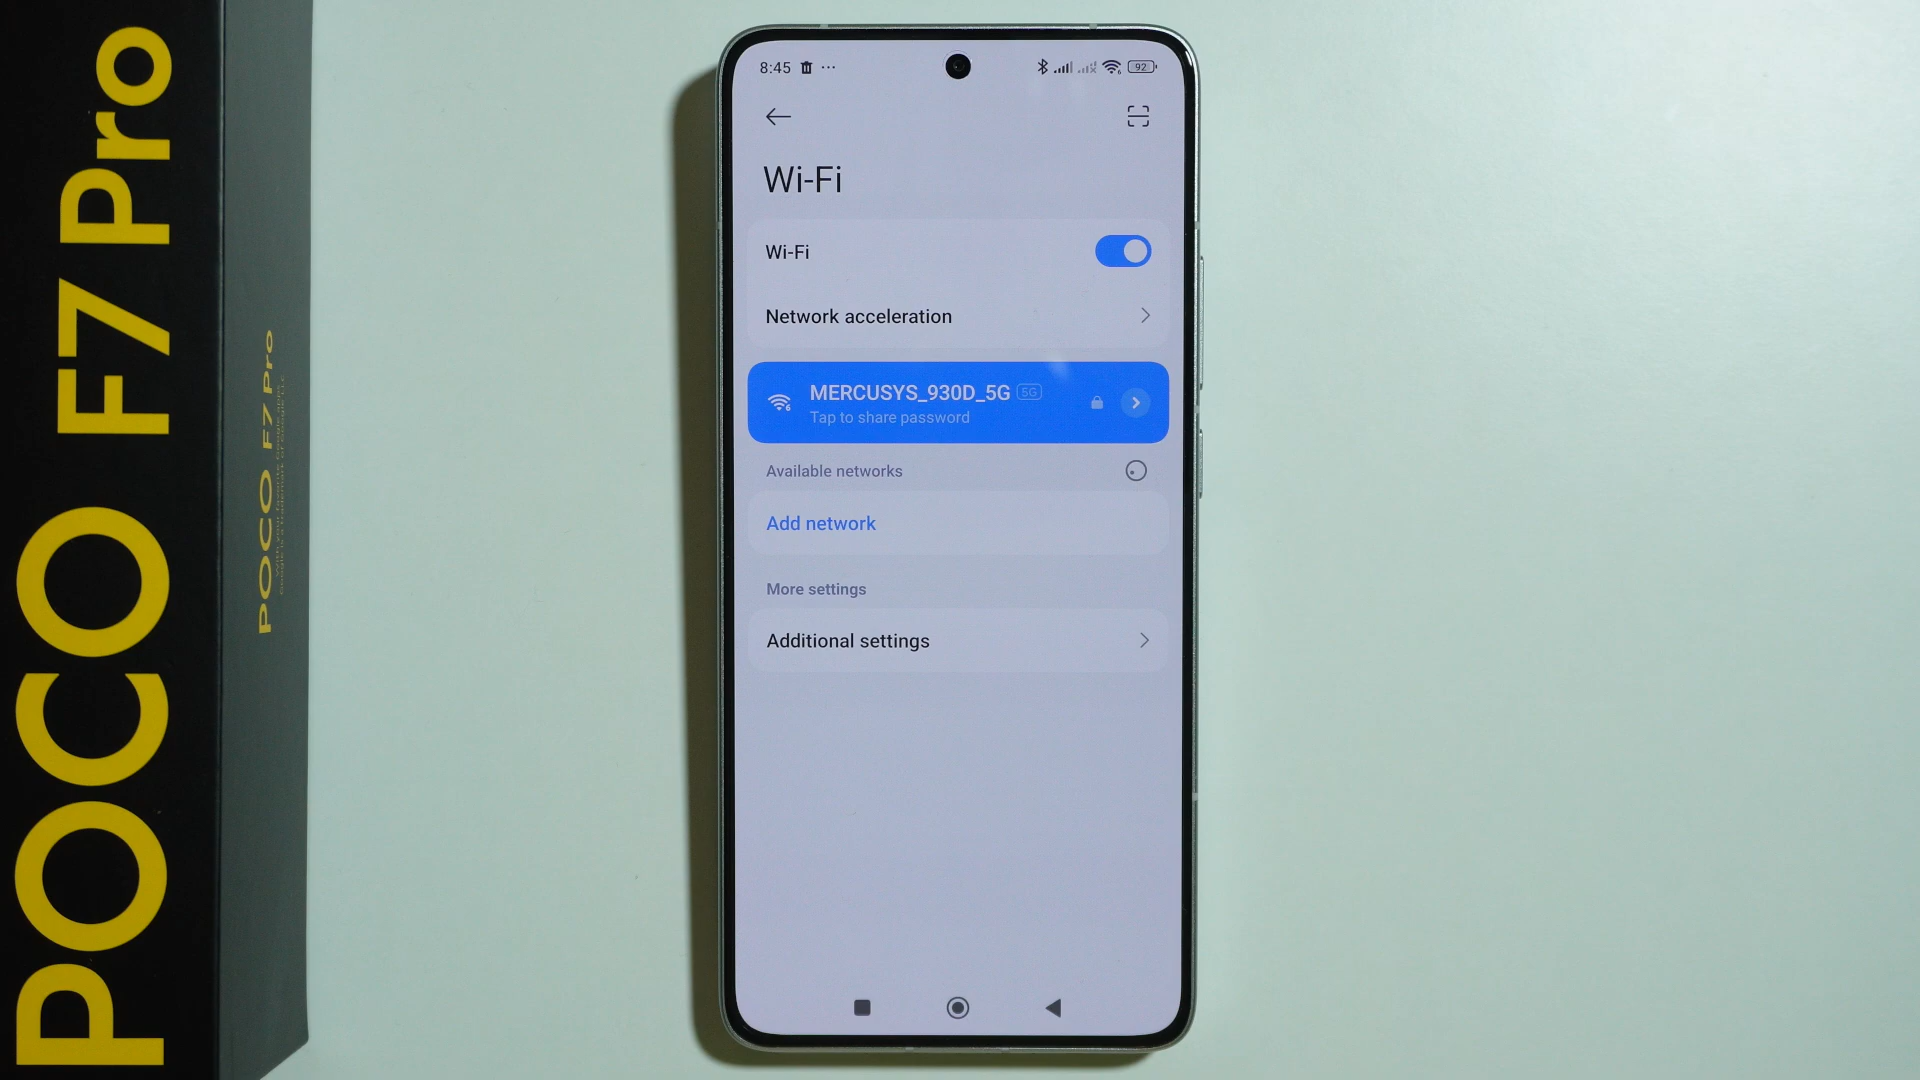 POCO F7 Pro
POCO F7 Pro
8:45
92
Wi-Fi
Wi-Fi
Network acceleration
MERCUSYS_930D_5G 5G
Tap to share password
Available networks
Add network
More settings
Additional settings